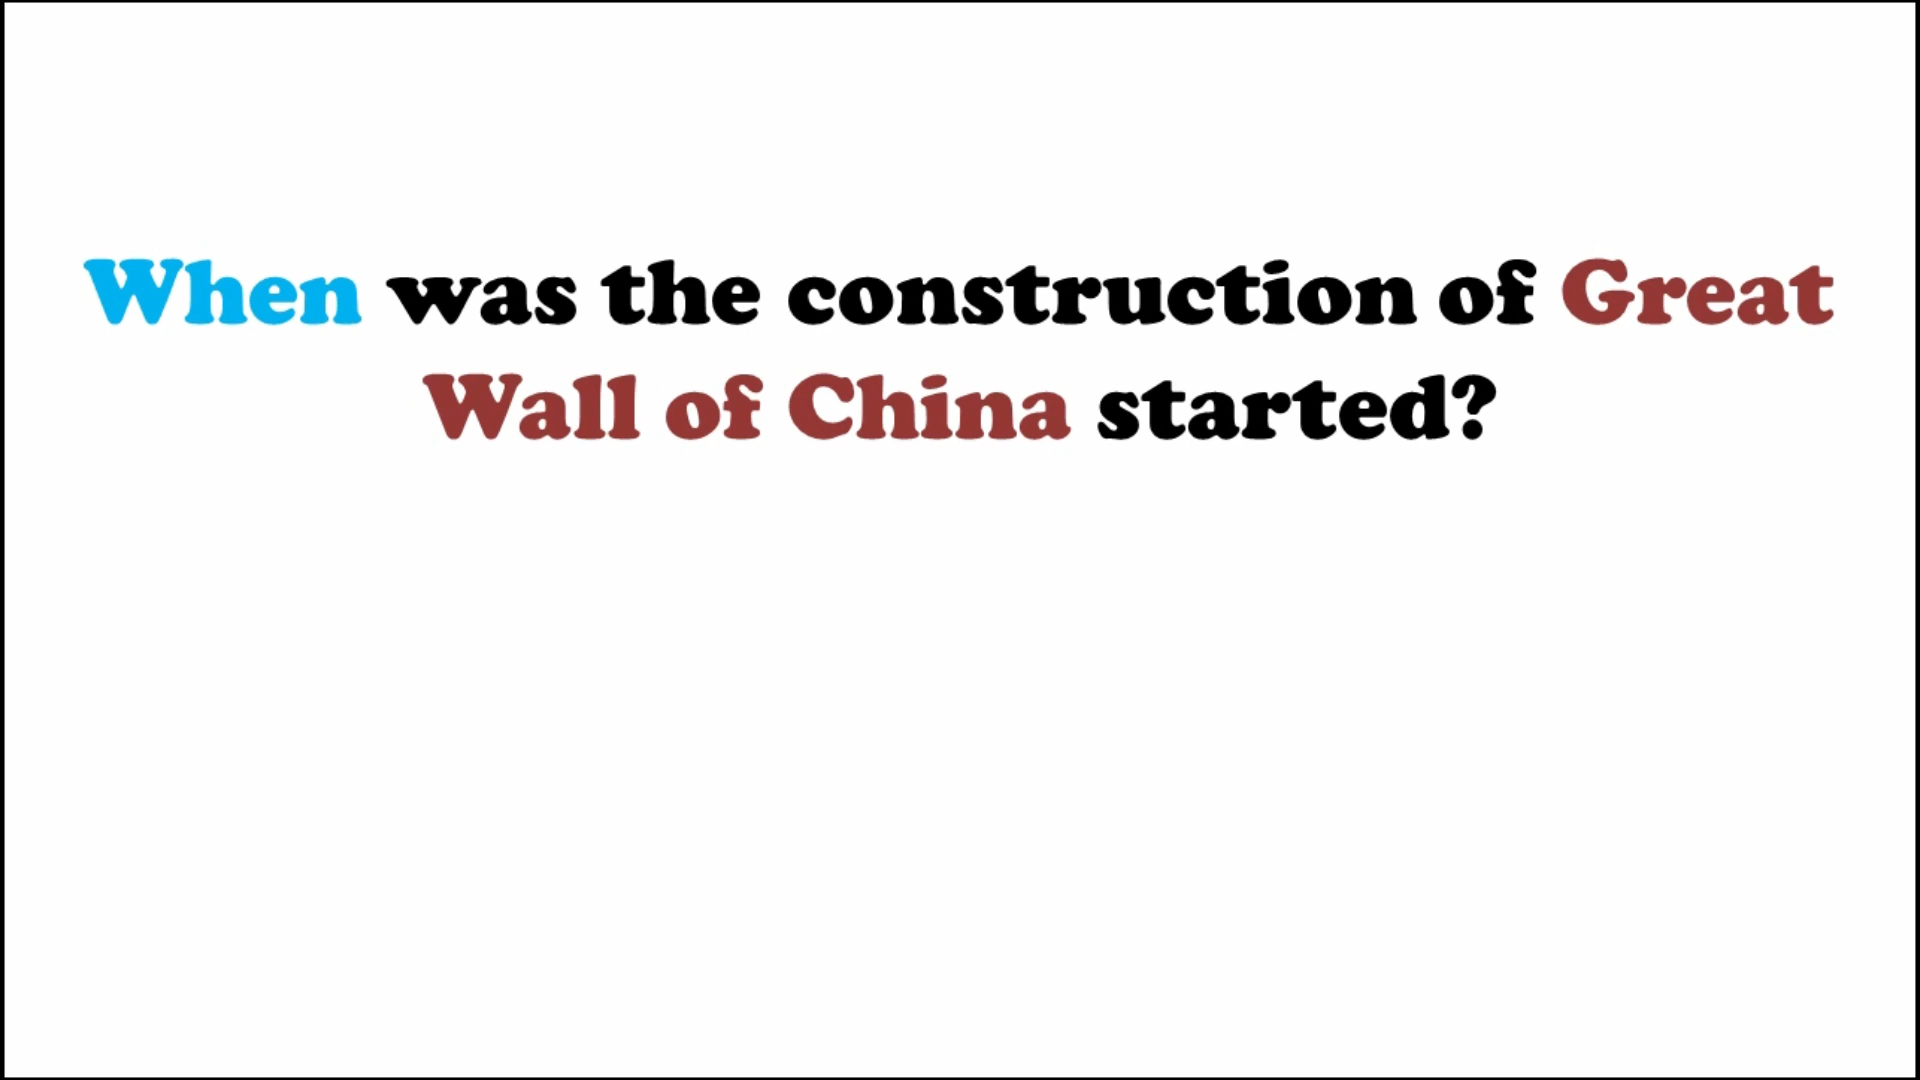 When was the construction of Great
Wall of China started?